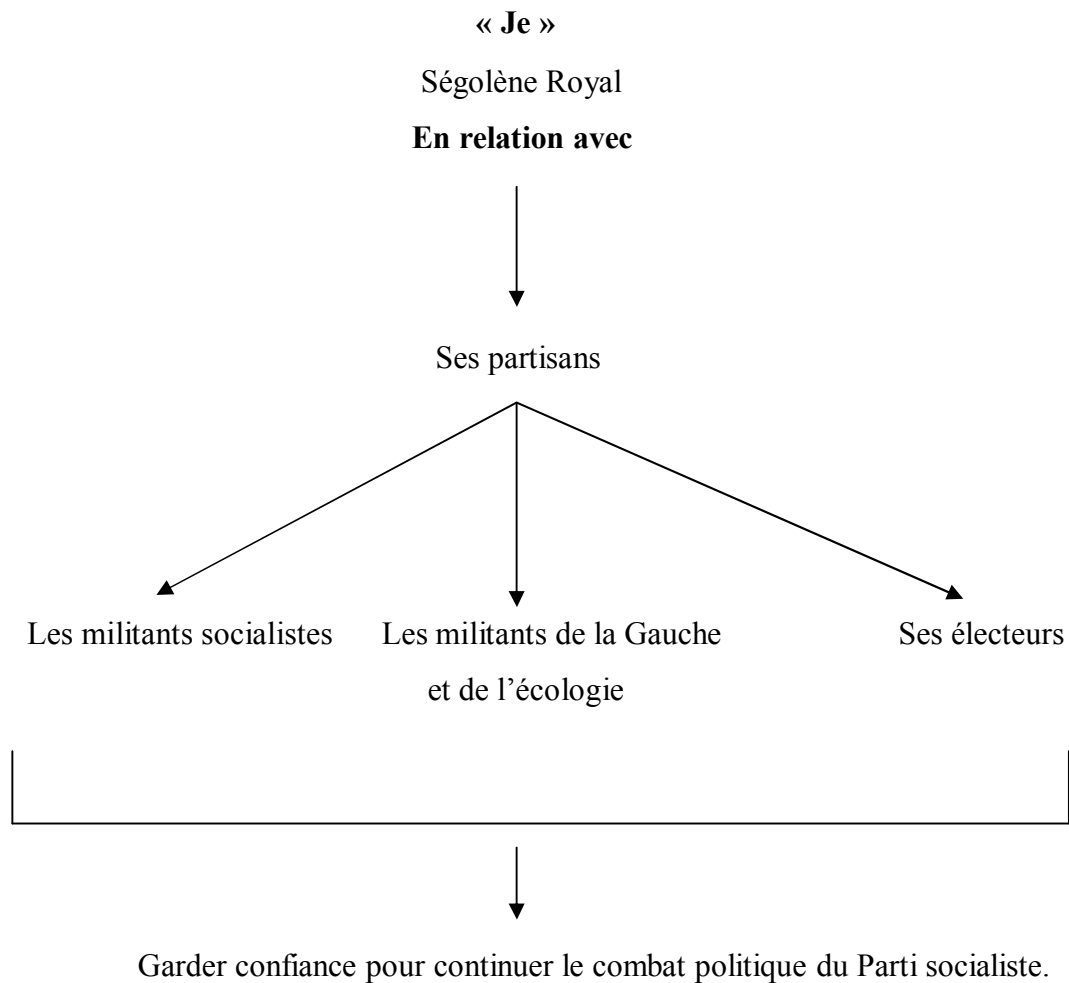 « Je »
Ségolène Royal
En relation avec
Ses partisans
Les militants socialistes
Les militants de la Gauche
et de l’écologie
Ses électeurs
Garder confiance pour continuer le combat politique du Parti socialiste.